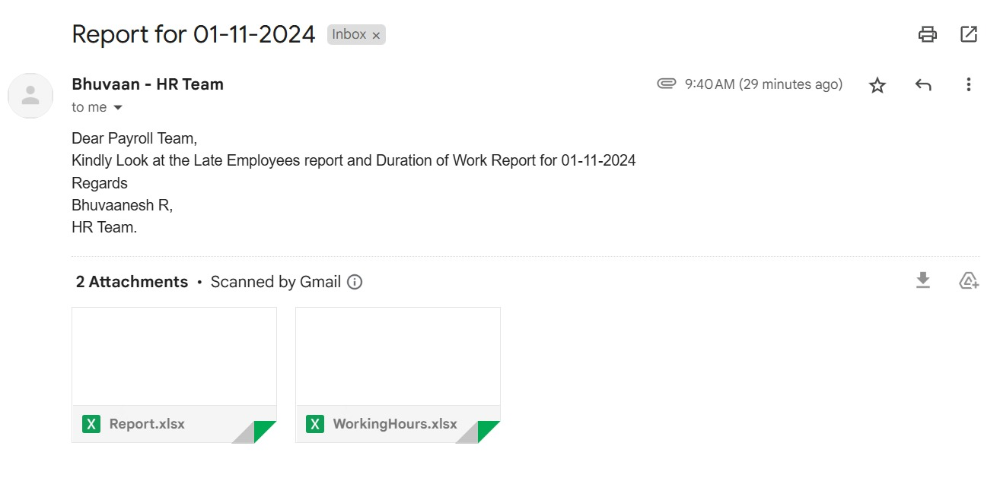 Report for 01-11-2024 Inbox ×
Bhuvaan - HR Team 9:40 AM (29 minutes ago)
to me
Dear Payroll Team,
Kindly Look at the Late Employees report and Duration of Work Report for 01-11-2024
Regards
Bhuvaanesh R,
HR Team.
2 Attachments • Scanned by Gmail
X Report.xlsx X WorkingHours.xlsx